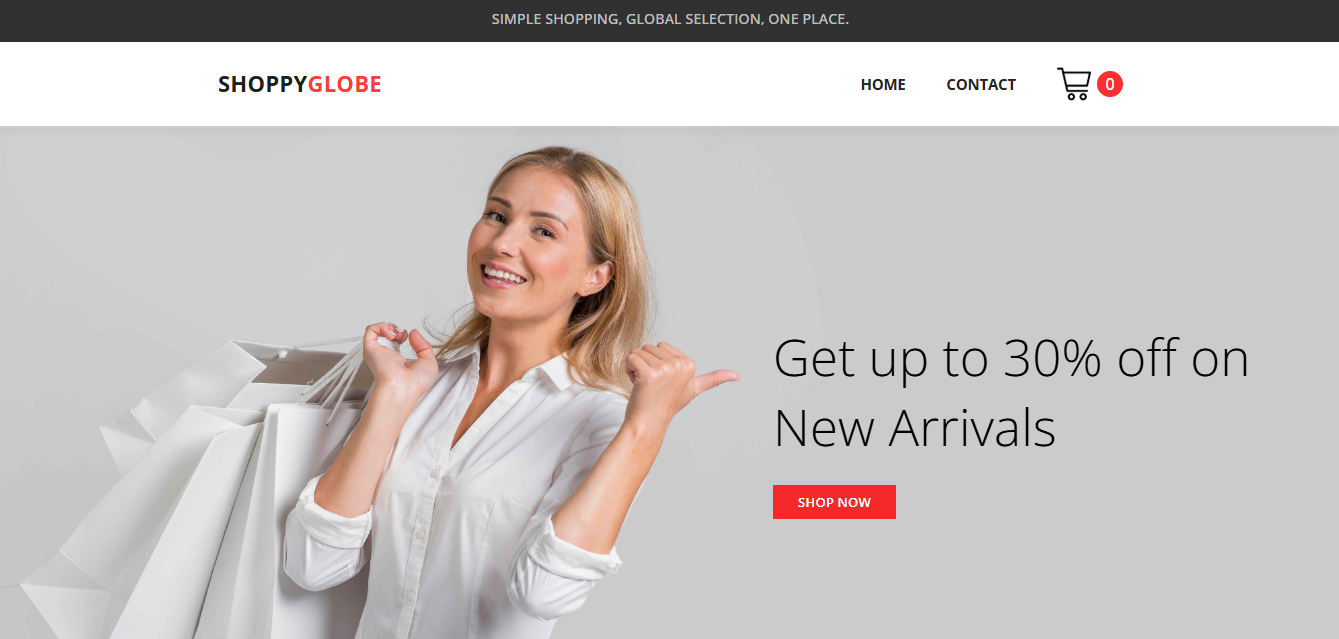 SIMPLE SHOPPING, GLOBAL SELECTION, ONE PLACE.
SHOPPYGLOBE
HOME
CONTACT
0
Get up to 30% off on
New Arrivals
SHOP NOW